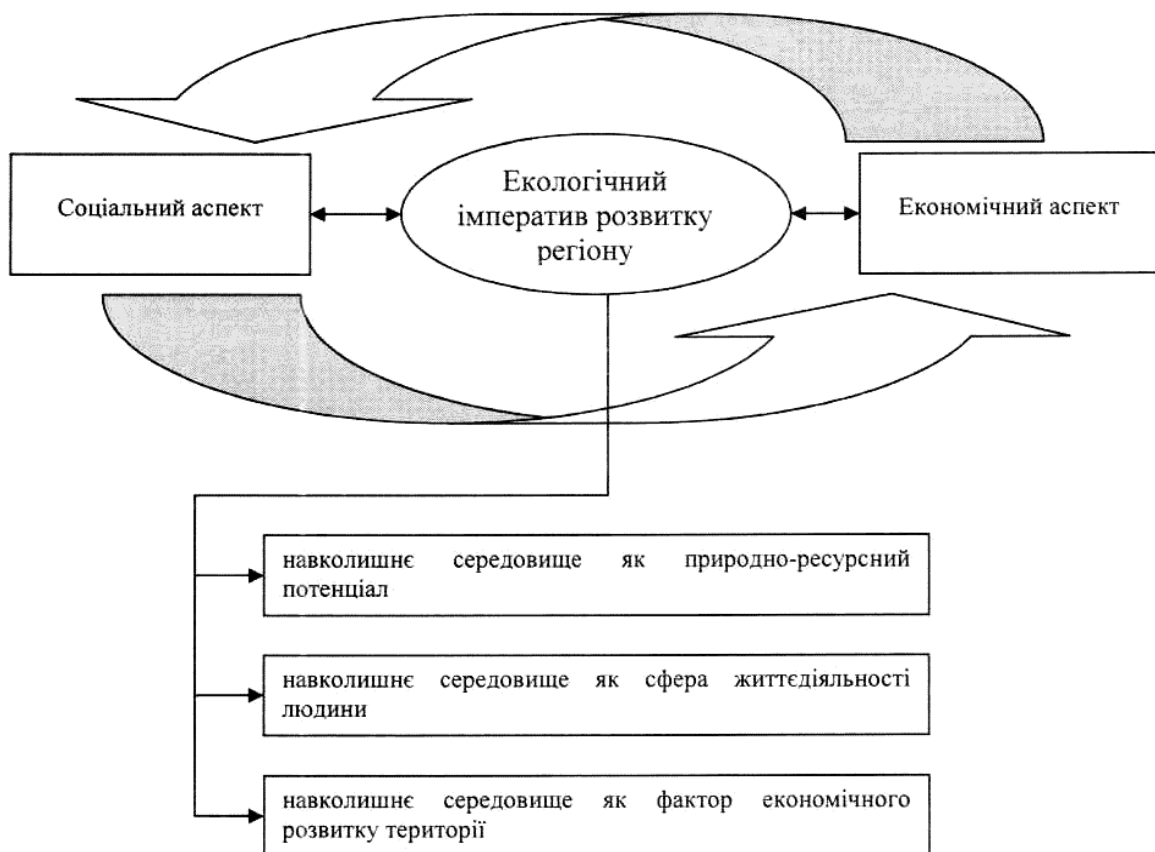 Соціальний аспект
Екологічний
імператив розвитку
регіону
Економічний аспект
навколишнє середовище як природно-ресурсний
потенціал
навколишнє середовище як сфера життєдіяльності
людини
навколишнє середовище як фактор економічного
розвитку території